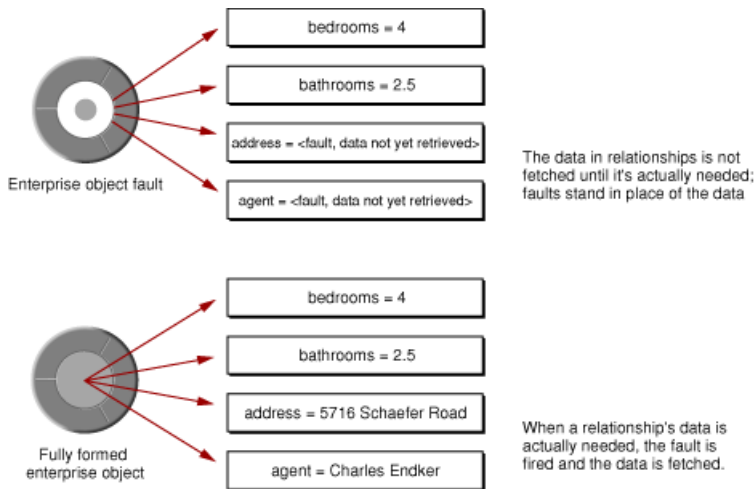 bedrooms = 4
bathrooms = 2.5
address = <fault, data not yet retrieved>
agent = <fault, data not yet retrieved>
Enterprise object fault
The data in relationships is not
fetched until it's actually needed;
faults stand in place of the data
bedrooms = 4
bathrooms = 2.5
address = 5716 Schaefer Road
agent = Charles Endker
Fully formed
enterprise object
When a relationship's data is
actually needed, the fault is
fired and the data is fetched.